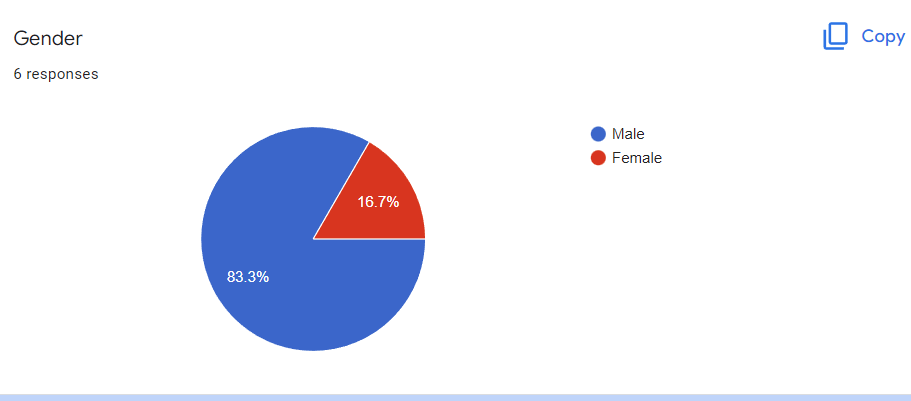 Gender
Copy
6 responses
Male
Female
16.7%
83.3%